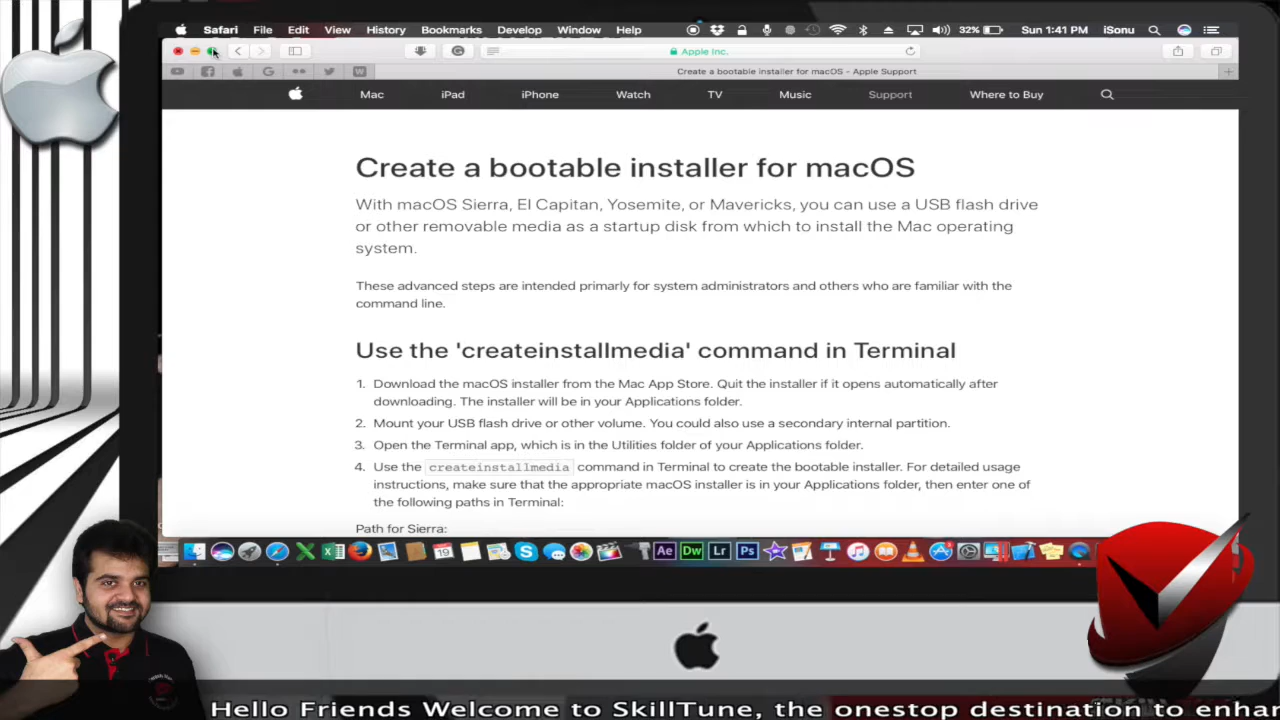 Safari File Edit View History Bookmarks Develop Window Help 32% Sun 1:41 PM iSonu
Apple Inc.
Create a bootable installer for macOS - Apple Support
Mac iPad iPhone Watch TV Music Support Where to Buy
Create a bootable installer for macOS
With macOS Sierra, El Capitan, Yosemite, or Mavericks, you can use a USB flash drive
or other removable media as a startup disk from which to install the Mac operating
system.
These advanced steps are intended primarily for system administrators and others who are familiar with the
command line.
Use the 'createinstallmedia' command in Terminal
1. Download the macOS installer from the Mac App Store. Quit the installer if it opens automatically after
downloading. The installer will be in your Applications folder.
2. Mount your USB flash drive or other volume. You could also use a secondary internal partition.
3. Open the Terminal app, which is in the Utilities folder of your Applications folder.
4. Use the createinstallmedia command in Terminal to create the bootable installer. For detailed usage
instructions, make sure that the appropriate macOS installer is in your Applications folder, then enter one of
the following paths in Terminal:
Path for Sierra:
19 Ae Dw Lr Ps
Hello Friends Welcome to SkillTune, the onestop destination to enhan